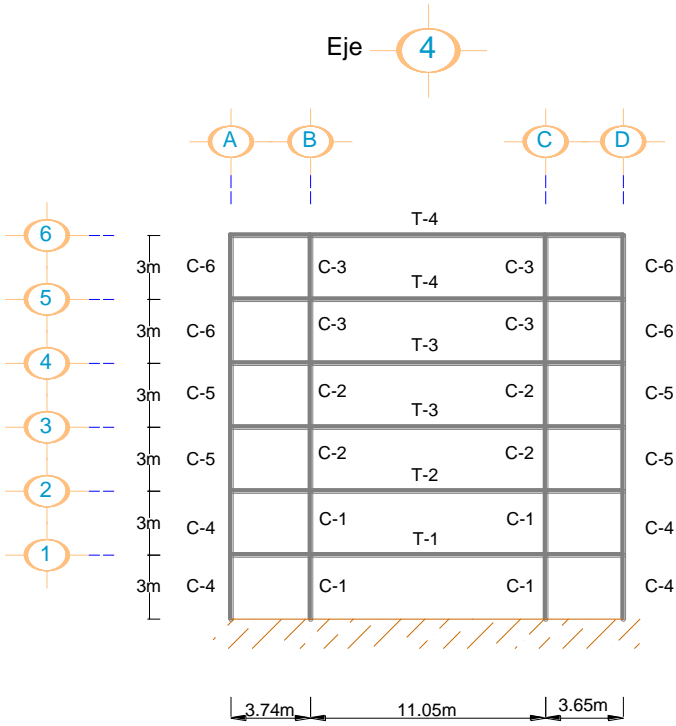 Eje 4
A B C D
T-4
6
3m C-6 C-3 C-3 C-6
T-4
5
3m C-6 C-3 C-3 C-6
T-3
4
3m C-5 C-2 C-2 C-5
T-3
3
3m C-5 C-2 C-2 C-5
T-2
2
3m C-4 C-1 C-1 C-4
T-1
1
3m C-4 C-1 C-1 C-4
3.74m 11.05m 3.65m